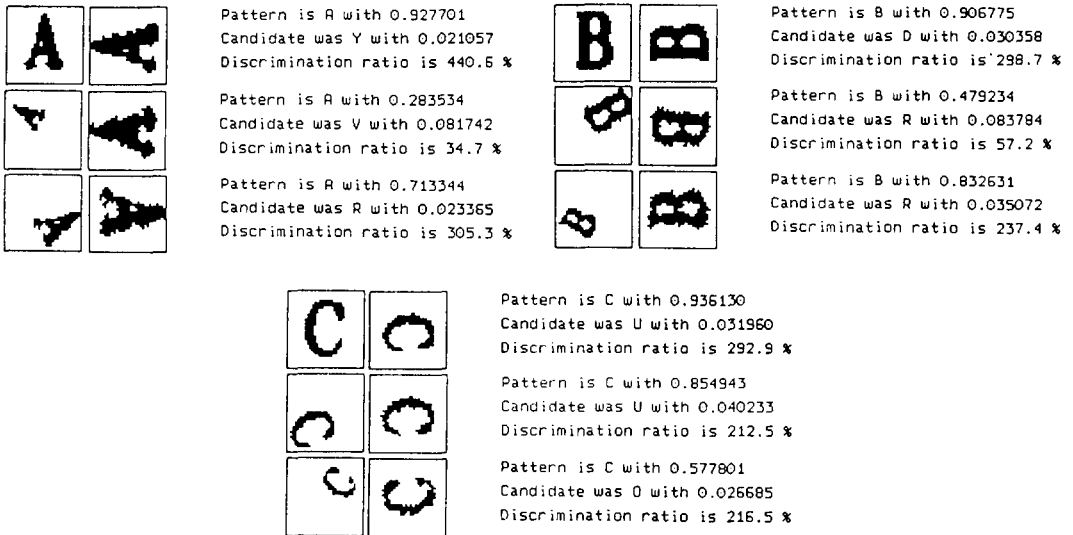 Pattern is A with 0.927701
Candidate was Y with 0.021057
Discrimination ratio is 440.6 %
Pattern is A with 0.283534
Candidate was V with 0.081742
Discrimination ratio is 34.7 %
Pattern is A with 0.713344
Candidate was R with 0.023365
Discrimination ratio is 305.3 %
Pattern is B with 0.906775
Candidate was D with 0.030358
Discrimination ratio is 298.7 %
Pattern is B with 0.479234
Candidate was R with 0.083784
Discrimination ratio is 57.2 %
Pattern is B with 0.832631
Candidate was R with 0.035072
Discrimination ratio is 237.4 %
Pattern is C with 0.936130
Candidate was U with 0.031960
Discrimination ratio is 292.9 %
Pattern is C with 0.854943
Candidate was U with 0.040233
Discrimination ratio is 212.5 %
Pattern is C with 0.577801
Candidate was O with 0.026685
Discrimination ratio is 216.5 %
A A
A A
A A
B B
B B
B B
C C
C C
C C